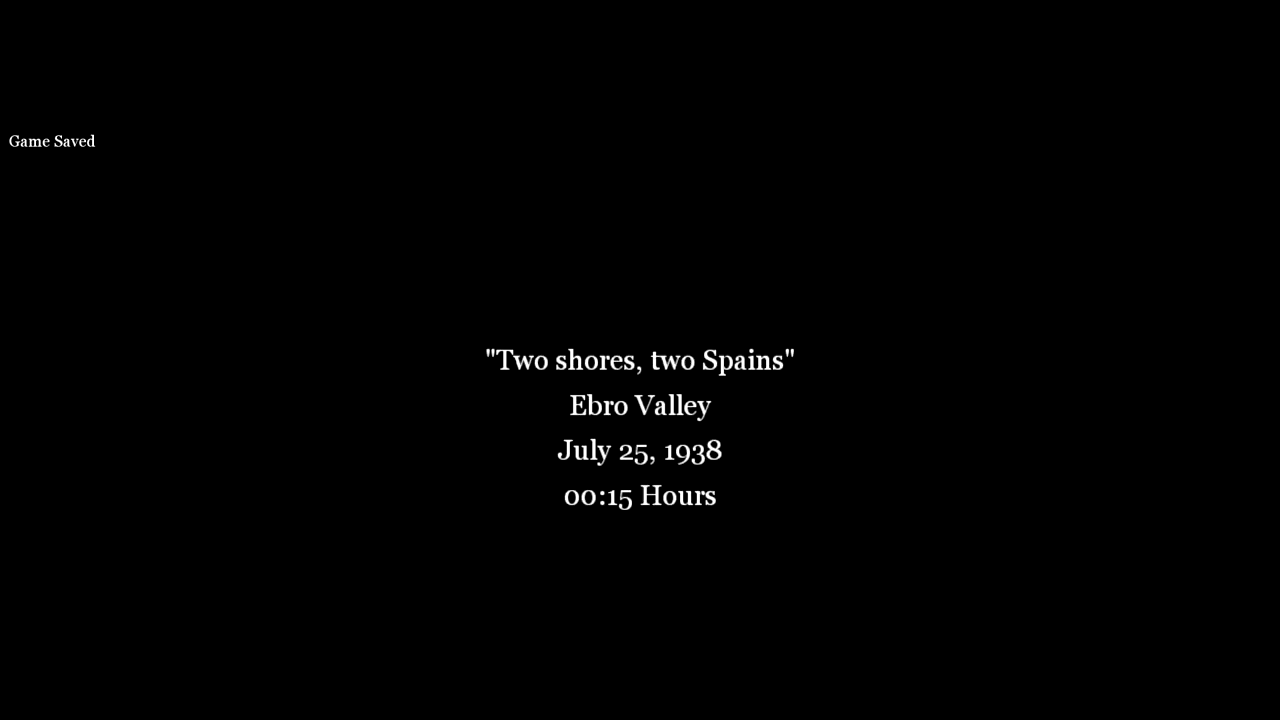 Game Saved
"Two shores, two Spains"
Ebro Valley
July 25, 1938
00:15 Hours